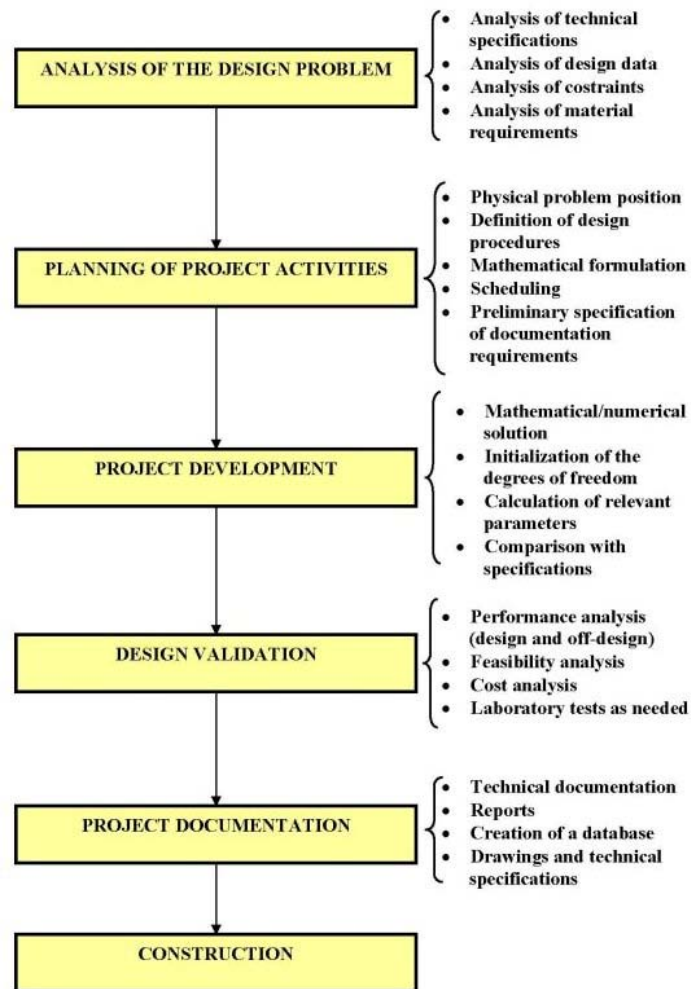 ANALYSIS OF THE DESIGN PROBLEM
• Analysis of technical
specifications
• Analysis of design data
• Analysis of costraints
• Analysis of material
requirements
PLANNING OF PROJECT ACTIVITIES
• Physical problem position
• Definition of design
procedures
• Mathematical formulation
• Scheduling
• Preliminary specification
of documentation
requirements
PROJECT DEVELOPMENT
• Mathematical/numerical
solution
• Initialization of the
degrees of freedom
• Calculation of relevant
parameters
• Comparison with
specifications
DESIGN VALIDATION
• Performance analysis
(design and off-design)
• Feasibility analysis
• Cost analysis
• Laboratory tests as needed
PROJECT DOCUMENTATION
• Technical documentation
• Reports
• Creation of a database
• Drawings and technical
specifications
CONSTRUCTION